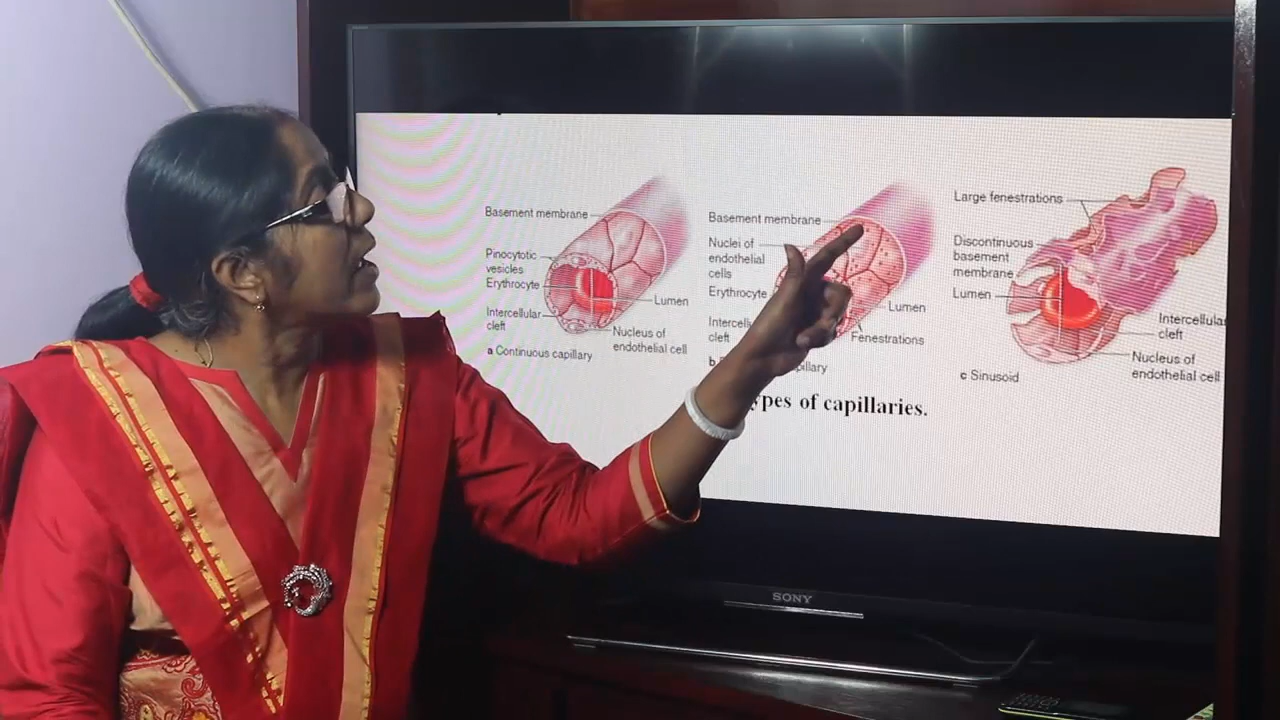 Basement membrane
Pinocytotic
vesicles
Erythrocyte
Intercellular
cleft
Lumen
Nucleus of
endothelial cell
a Continuous capillary
Basement membrane
Nuclei of
endothelial
cells
Erythrocyte
cleft
Lumen
Fenestrations
b
Large fenestrations
Discontinuous
basement
membrane
Lumen
Intercellular
cleft
Nucleus of
endothelial cell
c Sinusoid
of capillaries.
SONY